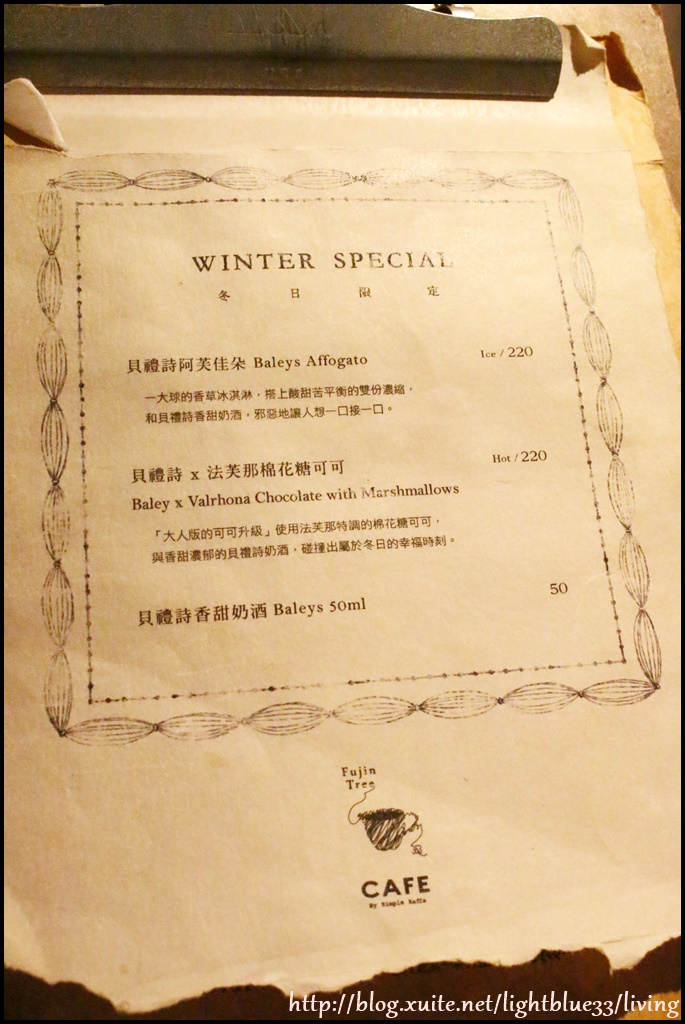 WINTER SPECIAL
冬日限定
貝禮詩阿芙佳朵 Baleys Affogato Ice / 220
一大球的香草冰淇淋，搭上酸甜苦平衡的雙份濃縮，
和貝禮詩香甜奶酒，邪惡地讓人想一口接一口。
貝禮詩 x 法芙那棉花糖可可 Hot / 220
Baley x Valrhona Chocolate with Marshmallows
「大人版的可可升級」使用法芙那特調的棉花糖可可，
與香甜濃郁的貝禮詩奶酒，碰撞出屬於冬日的幸福時刻。
貝禮詩香甜奶酒 Baleys 50ml 50
Fujin
Tree
CAFE
By Simple Kaffa
http://blog.xuite.net/lightblue33/living